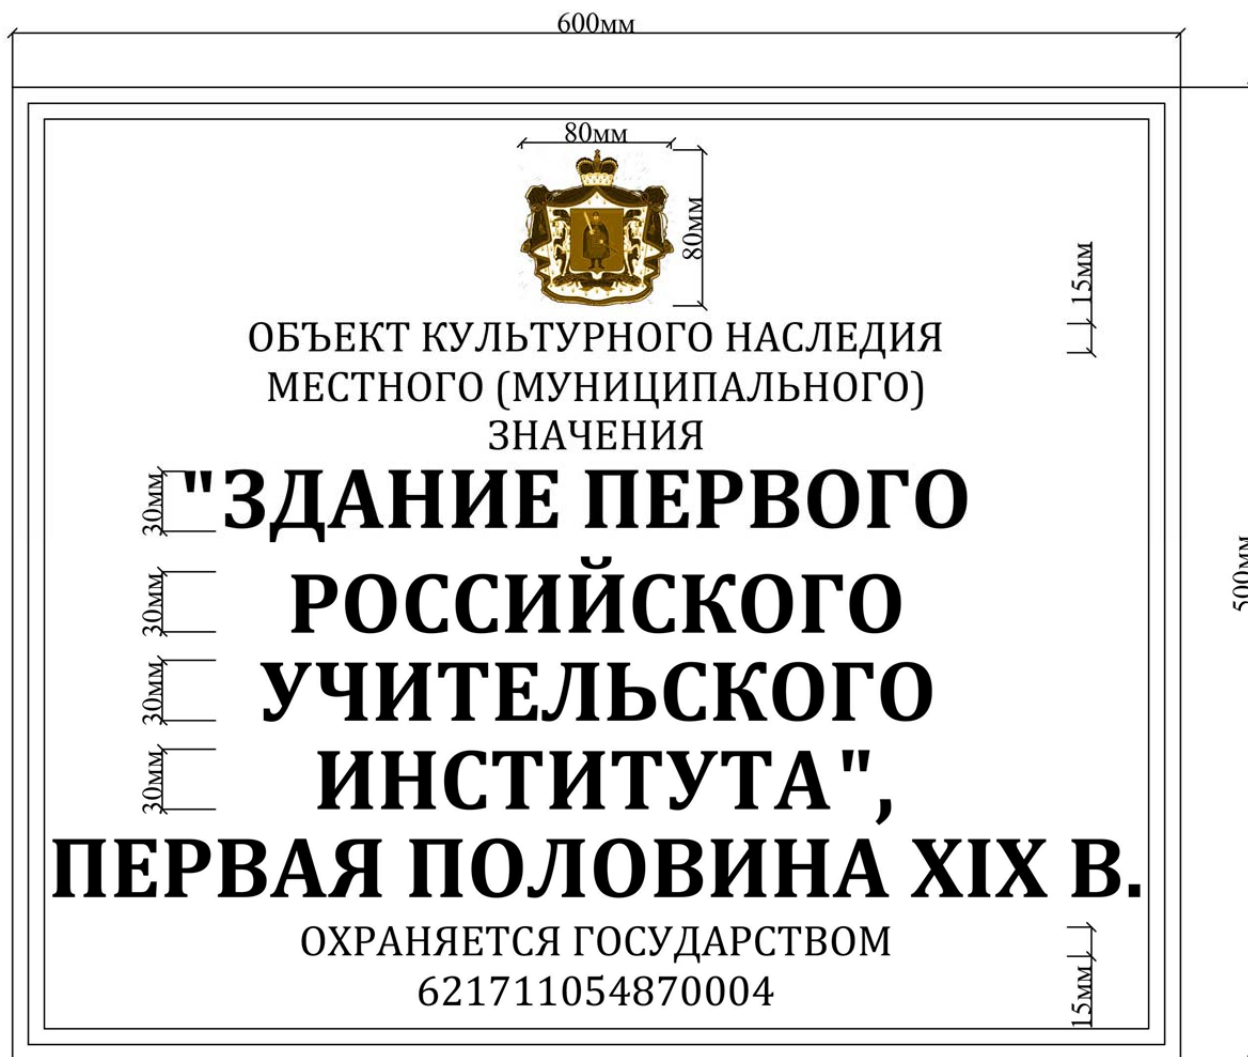 600мм
80мм
80мм
15мм
ОБЪЕКТ КУЛЬТУРНОГО НАСЛЕДИЯ
МЕСТНОГО (МУНИЦИПАЛЬНОГО)
ЗНАЧЕНИЯ
30мм
"ЗДАНИЕ ПЕРВОГО
500мм
30мм
РОССИЙСКОГО
30мм
УЧИТЕЛЬСКОГО
30мм
ИНСТИТУТА",
ПЕРВАЯ ПОЛОВИНА XIX В.
ОХРАНЯЕТСЯ ГОСУДАРСТВОМ
621711054870004
15мм